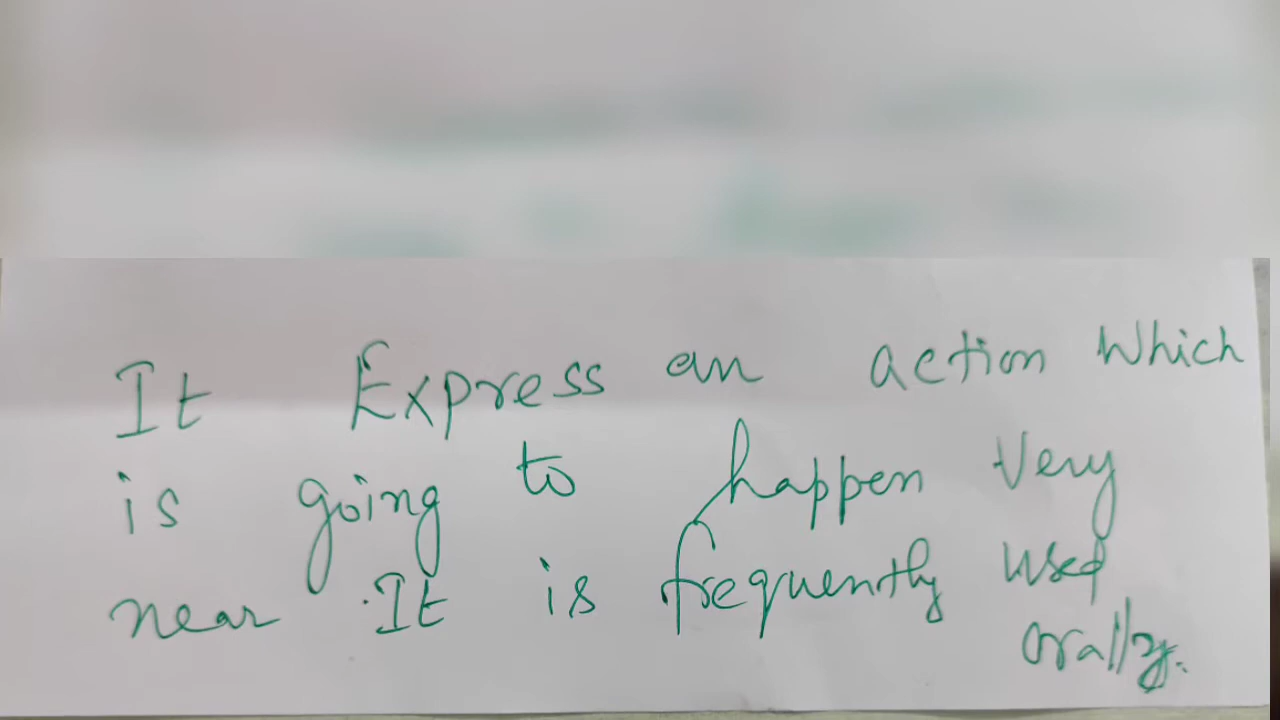 It Express an action which
is going to happen very
near. It is frequently used
orally.